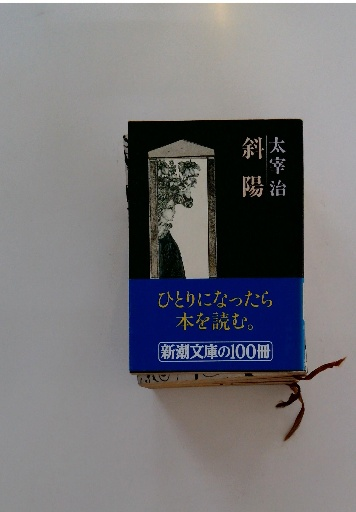 太宰治
斜陽
ひとりになったら
本を読む。
新潮文庫の100冊